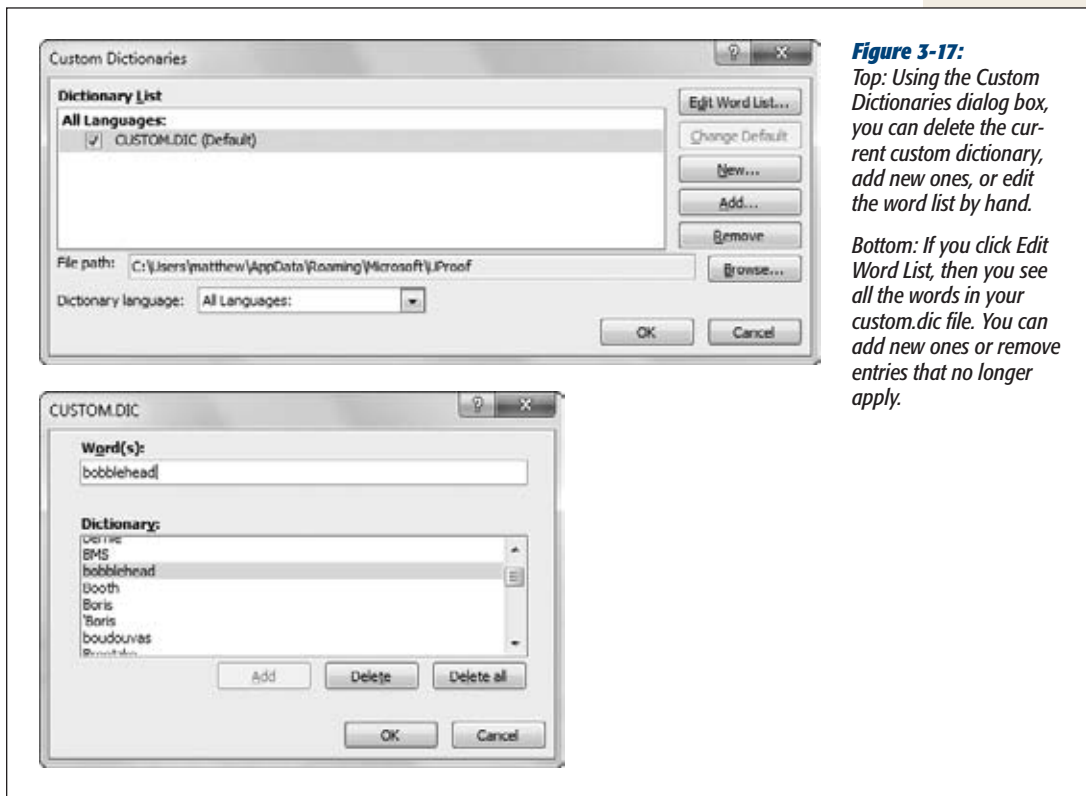 Custom Dictionaries
Dictionary List
All Languages:
CUSTOM.DIC (Default)
Edit Word List...
Change Default
New...
Add...
Remove
File path: C:\Users\matthew\AppData\Roaming\Microsoft\UProof
Browse...
Dictionary language: All Languages:
OK Cancel
Figure 3-17:
Top: Using the Custom
Dictionaries dialog box,
you can delete the cur-
rent custom dictionary,
add new ones, or edit
the word list by hand.
Bottom: If you click Edit
Word List, then you see
all the words in your
custom.dic file. You can
add new ones or remove
entries that no longer
apply.
CUSTOM.DIC
Word(s):
bobblehead
Dictionary:
BMS
bobblehead
Booth
Boris
'Boris
boudouvas
Add Delete Delete all
OK Cancel